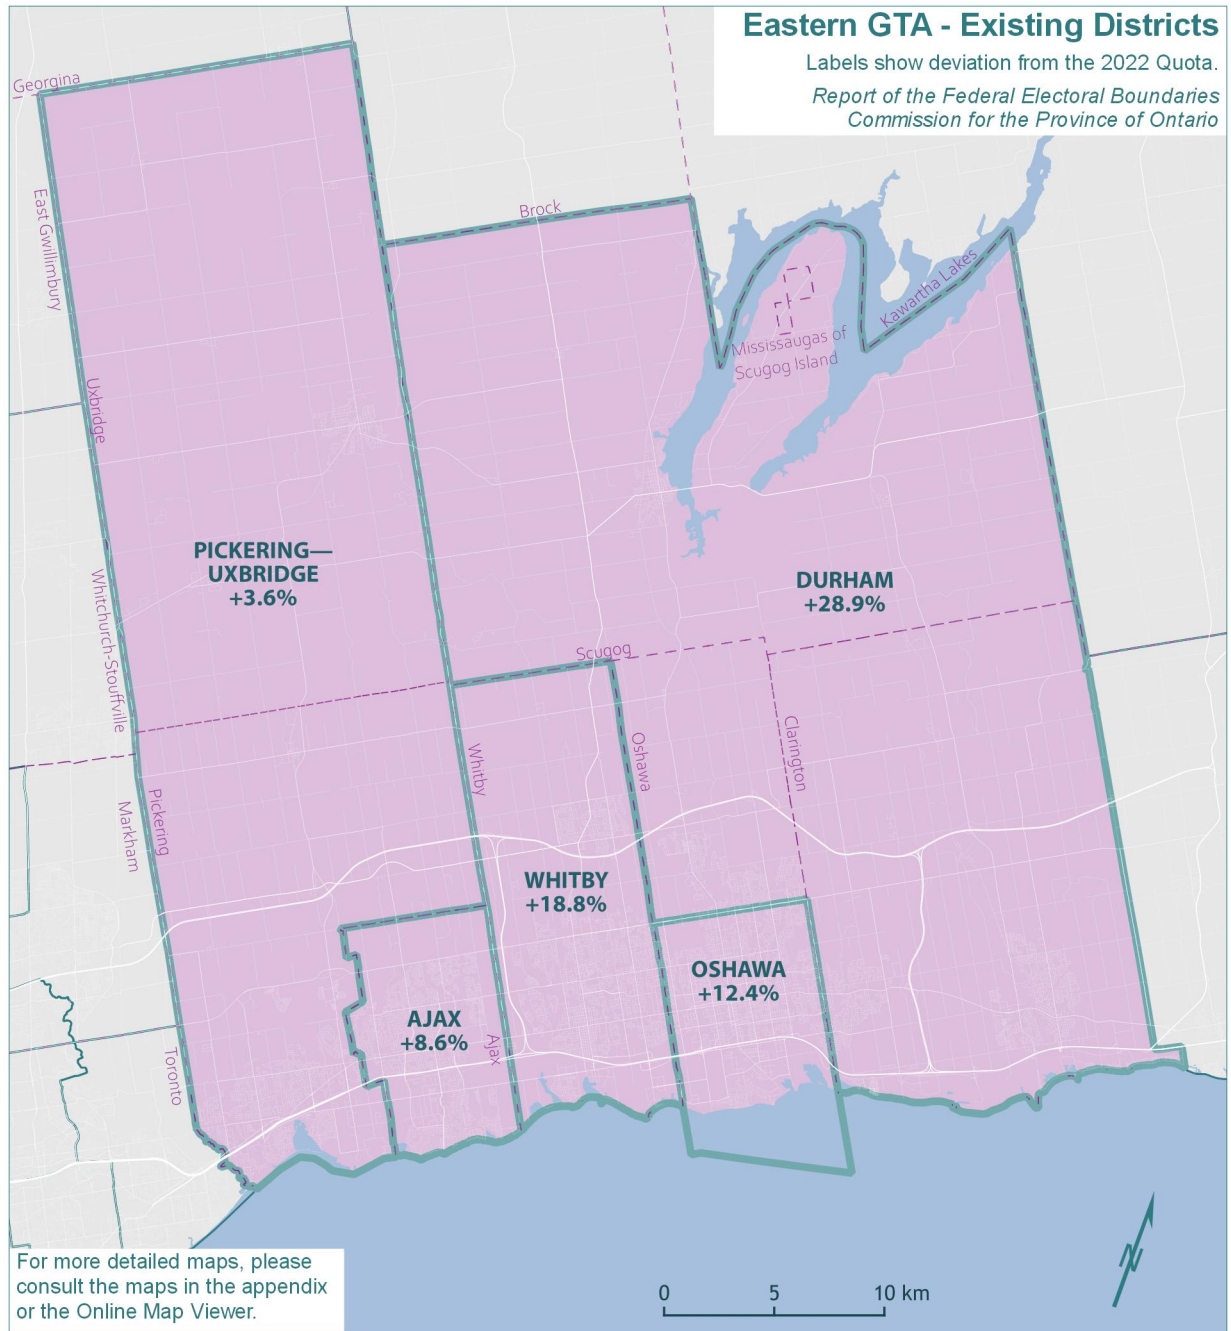 Eastern GTA - Existing Districts
Labels show deviation from the 2022 Quota.
Report of the Federal Electoral Boundaries
Commission for the Province of Ontario
Georgina
East Gwillimbury
Brock
Kawartha Lakes
Mississaugas of
Scugog Island
Uxbridge
PICKERING—
UXBRIDGE
+3.6%
DURHAM
+28.9%
Whitchurch-Stouffville
Scugog
Whitby
Oshawa
Clarington
Pickering
Markham
WHITBY
+18.8%
OSHAWA
+12.4%
AJAX
+8.6%
Ajax
Toronto
For more detailed maps, please
consult the maps in the appendix
or the Online Map Viewer.
0 5 10 km
N